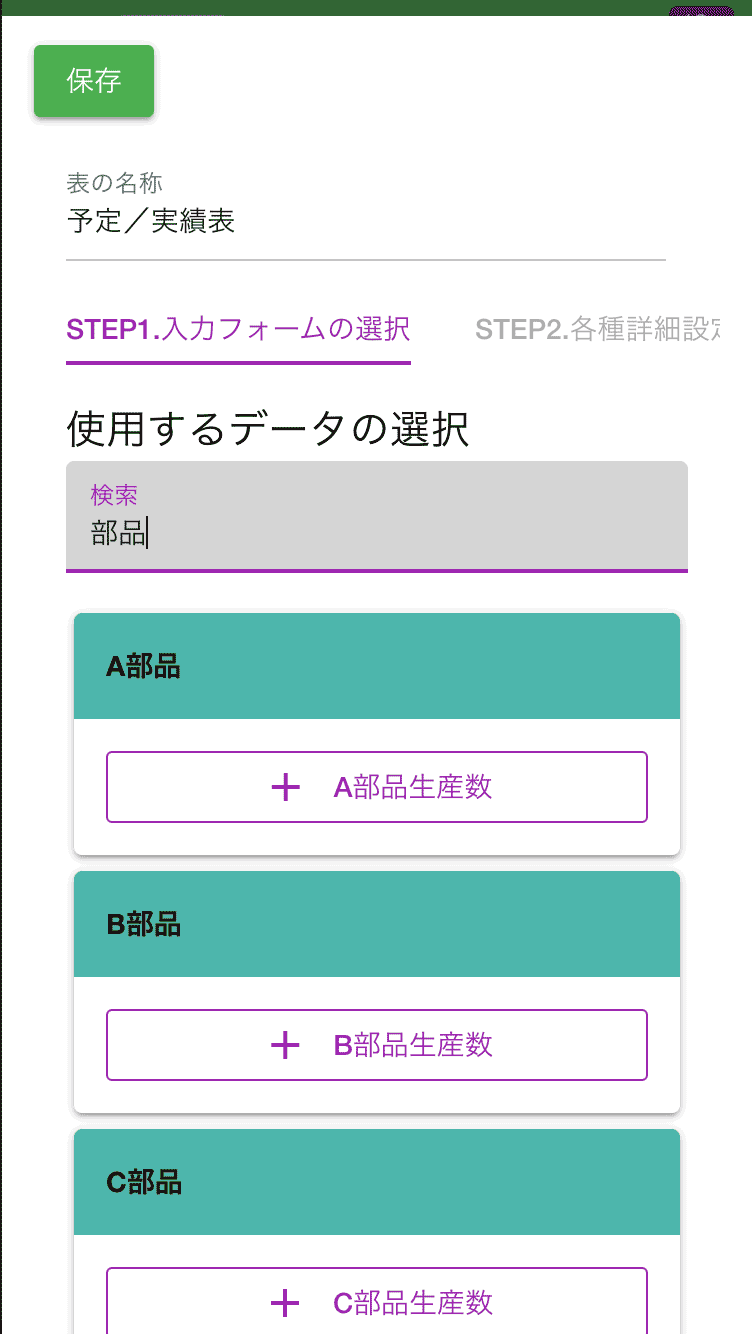 保存
表の名称
予定／実績表
STEP1.入力フォームの選択
STEP2.各種詳細設定
使用するデータの選択
検索
部品
A部品
+ A部品生産数
B部品
+ B部品生産数
C部品
+ C部品生産数